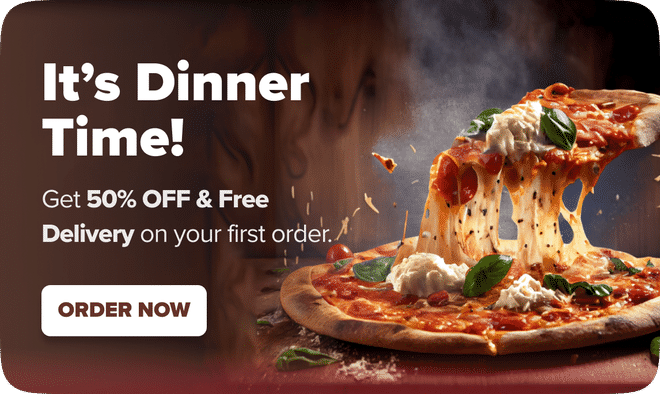 It’s Dinner
Time!
Get 50% OFF & Free
Delivery on your first order.
ORDER NOW